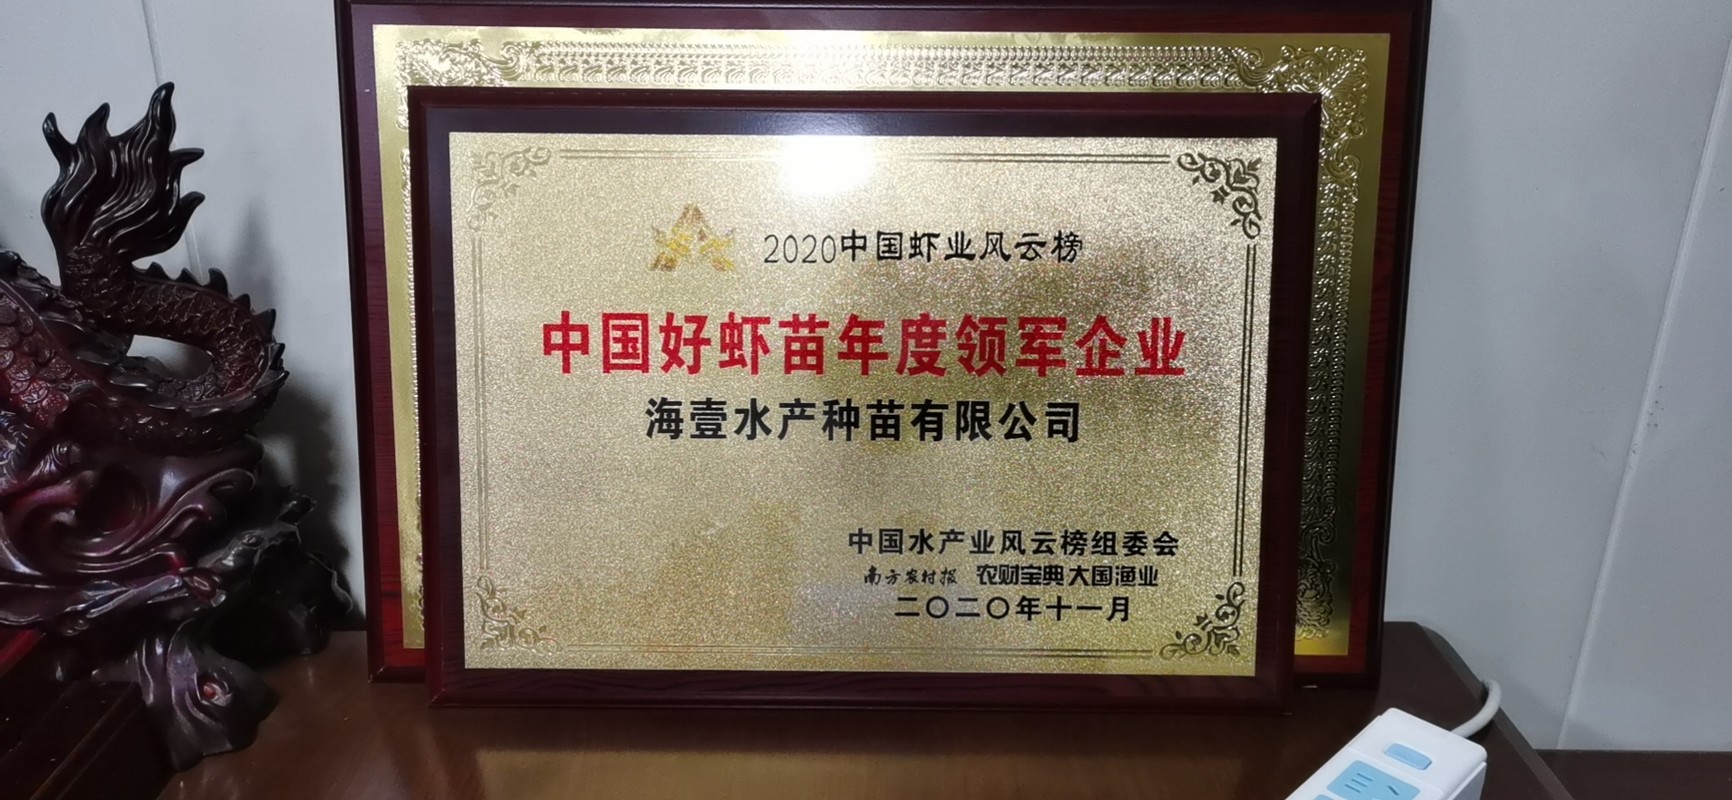 2020中国虾业风云榜
中国好虾苗年度领军企业
海壹水产种苗有限公司
中国水产业风云榜组委会
南方农村报 农财宝典 大国渔业
二〇二〇年十一月